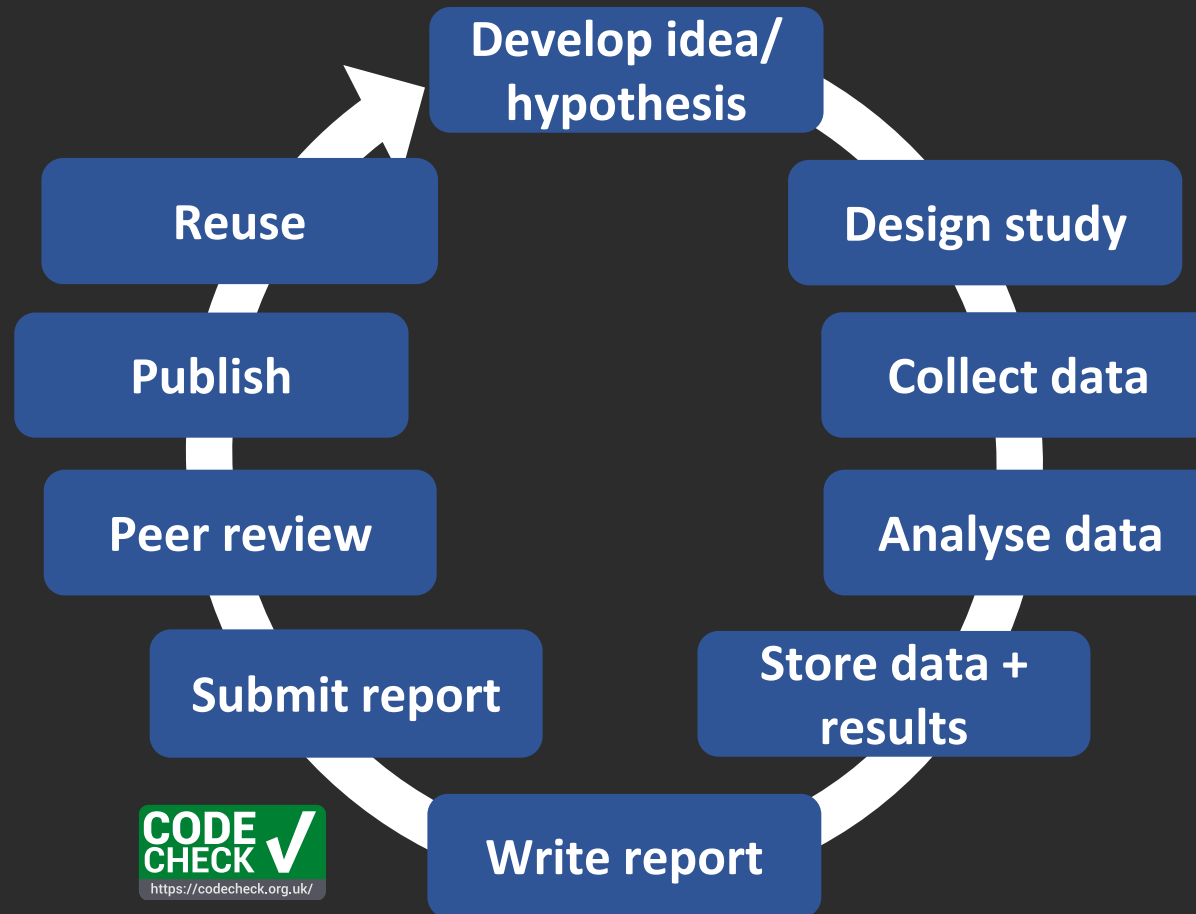 Develop idea/
hypothesis
Design study
Collect data
Analyse data
Store data +
results
Write report
Submit report
Peer review
Publish
Reuse
CODE
CHECK
https://codecheck.org.uk/